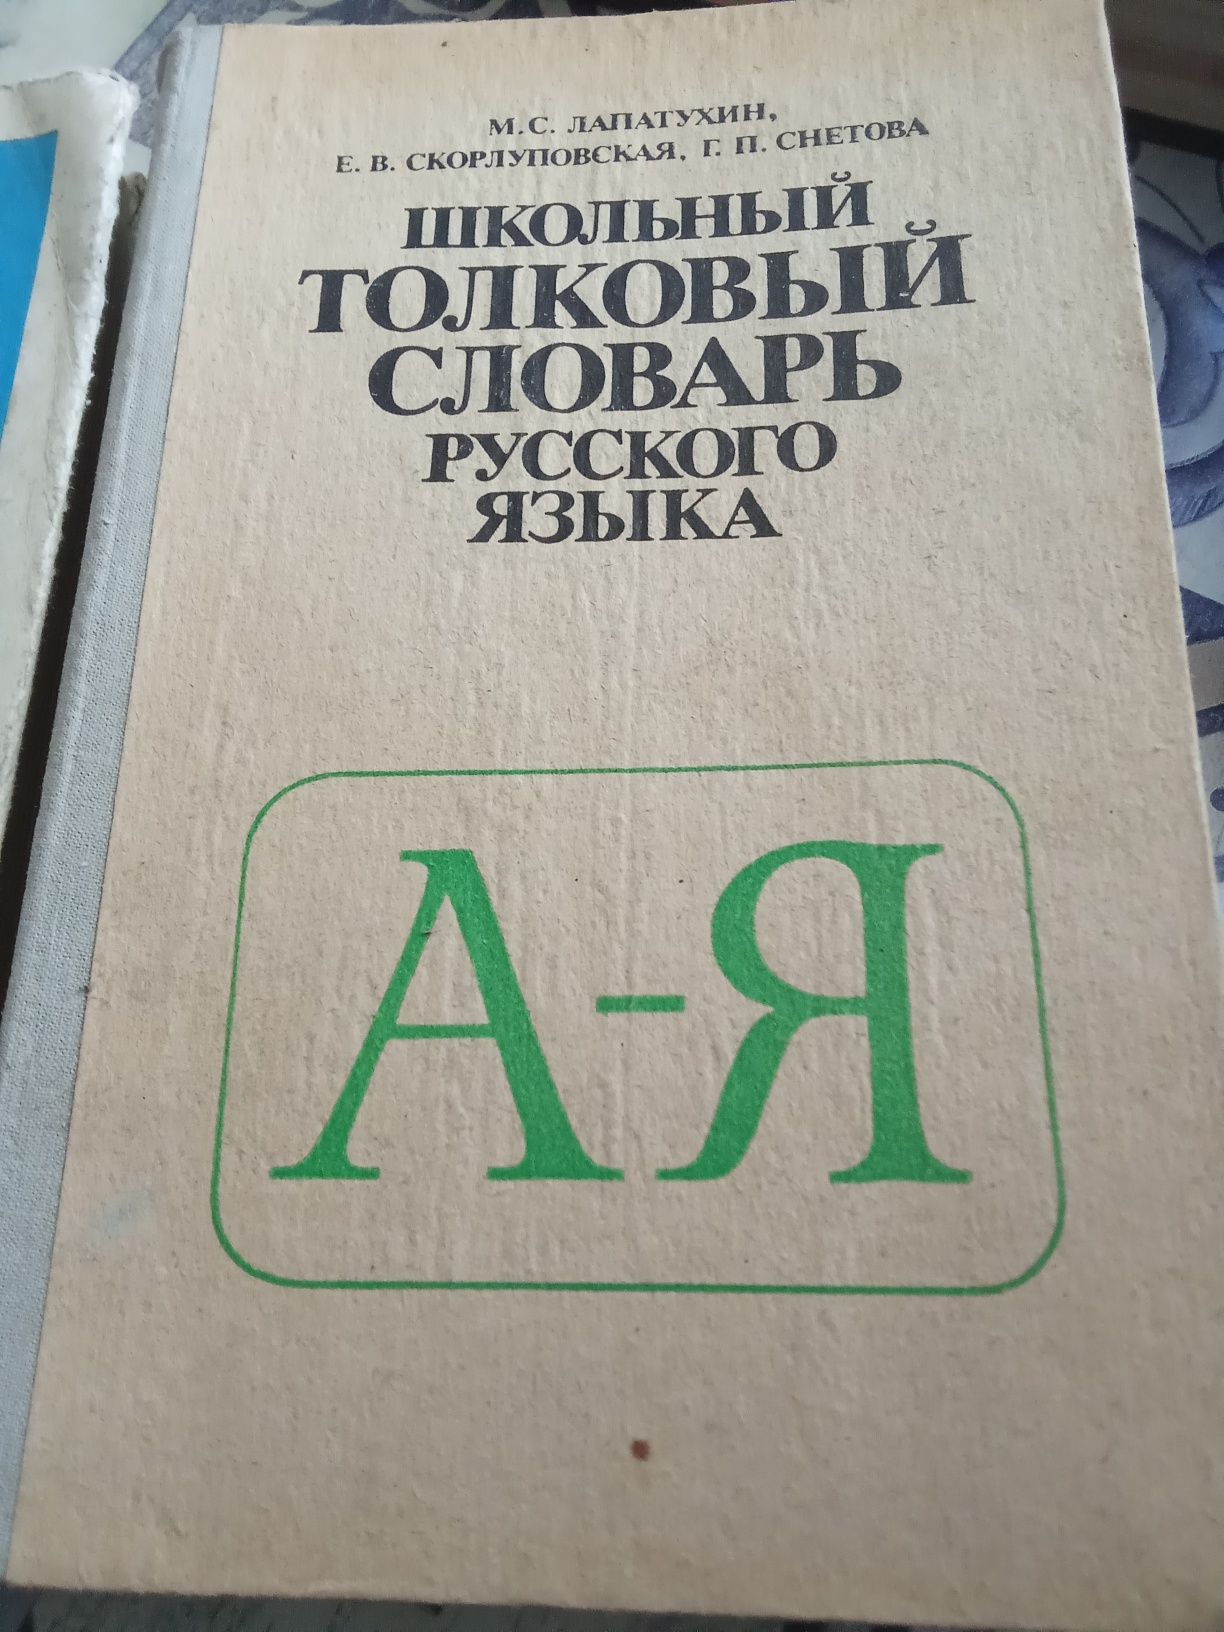 М.С. ЛАПАТУХИН,
Е. В. СКОРЛУПОВСКАЯ, Г. П. СНЕТОВА
ШКОЛЬНЫЙ
ТОЛКОВЫЙ
СЛОВАРЬ
РУССКОГО
ЯЗЫКА
А-Я